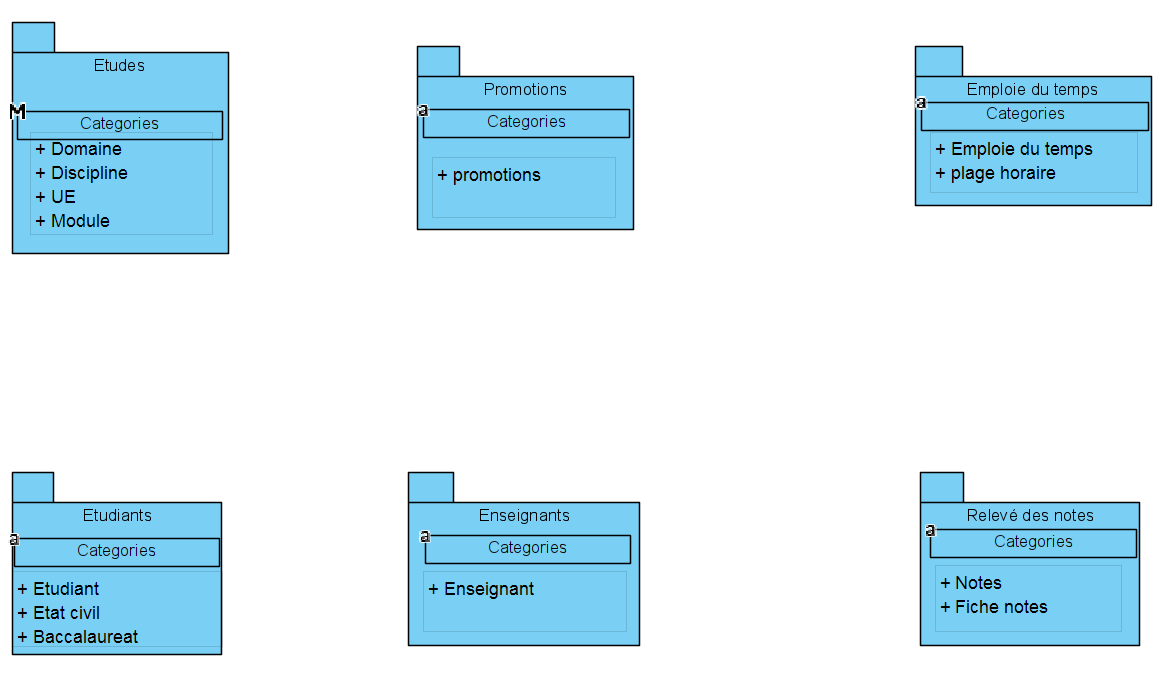 Etudes
M
Categories
+ Domaine
+ Discipline
+ UE
+ Module
Promotions
a
Categories
+ promotions
Emploie du temps
a
Categories
+ Emploie du temps
+ plage horaire
Etudiants
a
Categories
+ Etudiant
+ Etat civil
+ Baccalaureat
Enseignants
a
Categories
+ Enseignant
Relevé des notes
a
Categories
+ Notes
+ Fiche notes